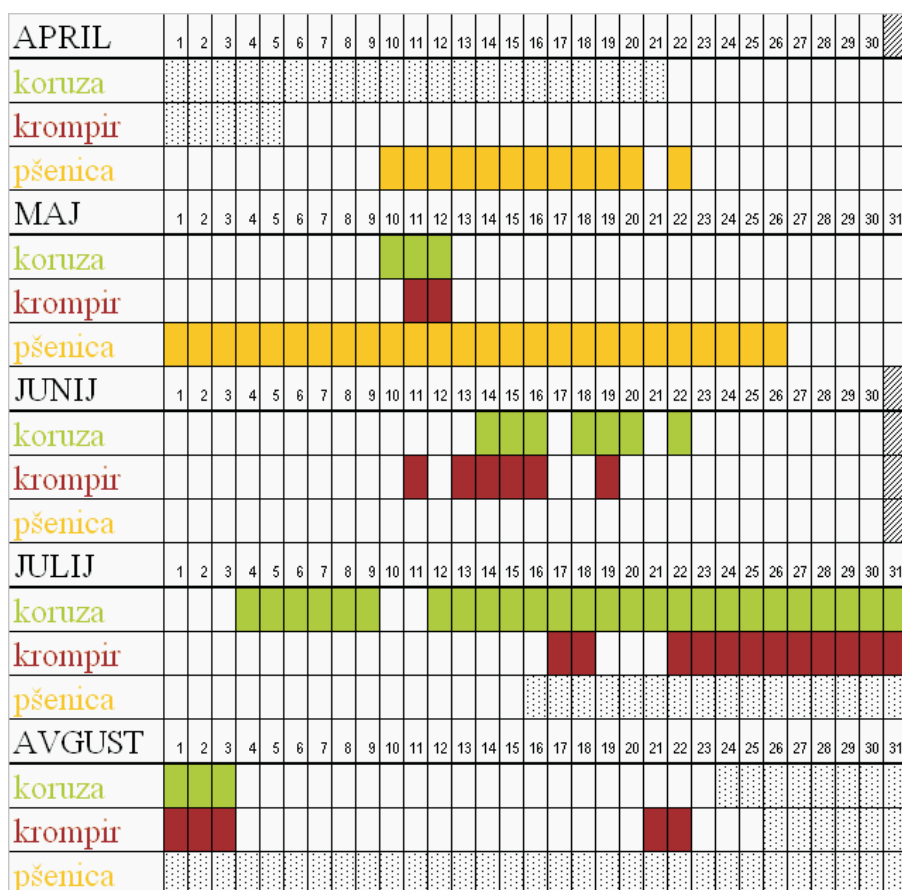 APRIL 1 2 3 4 5 6 7 8 9 10 11 12 13 14 15 16 17 18 19 20 21 22 23 24 25 26 27 28 29 30
koruza
krompir
pšenica
MAJ 1 2 3 4 5 6 7 8 9 10 11 12 13 14 15 16 17 18 19 20 21 22 23 24 25 26 27 28 29 30 31
koruza
krompir
pšenica
JUNIJ 1 2 3 4 5 6 7 8 9 10 11 12 13 14 15 16 17 18 19 20 21 22 23 24 25 26 27 28 29 30
koruza
krompir
pšenica
JULIJ 1 2 3 4 5 6 7 8 9 10 11 12 13 14 15 16 17 18 19 20 21 22 23 24 25 26 27 28 29 30 31
koruza
krompir
pšenica
AVGUST 1 2 3 4 5 6 7 8 9 10 11 12 13 14 15 16 17 18 19 20 21 22 23 24 25 26 27 28 29 30 31
koruza
krompir
pšenica